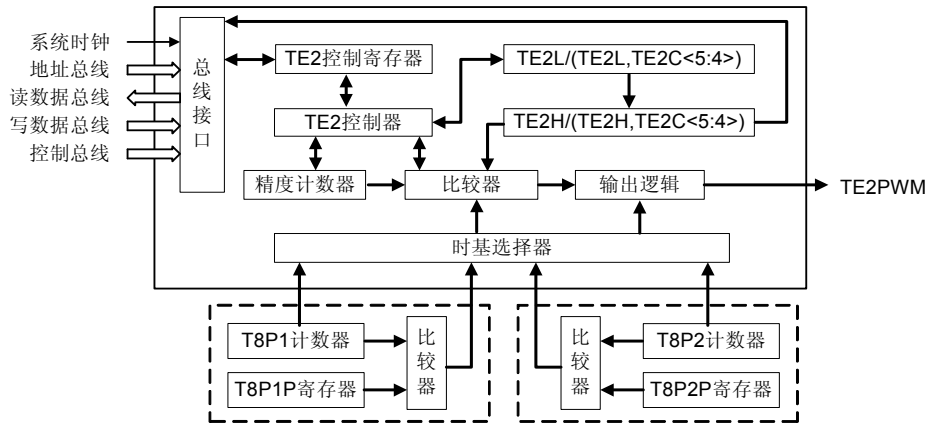 系统时钟
地址总线
读数据总线
写数据总线
控制总线
总线接口
TE2控制寄存器
TE2L/(TE2L,TE2C<5:4>)
TE2控制器
TE2H/(TE2H,TE2C<5:4>)
精度计数器
比较器
输出逻辑
TE2PWM
时基选择器
T8P1计数器
T8P1P寄存器
比较器
比较器
T8P2计数器
T8P2P寄存器